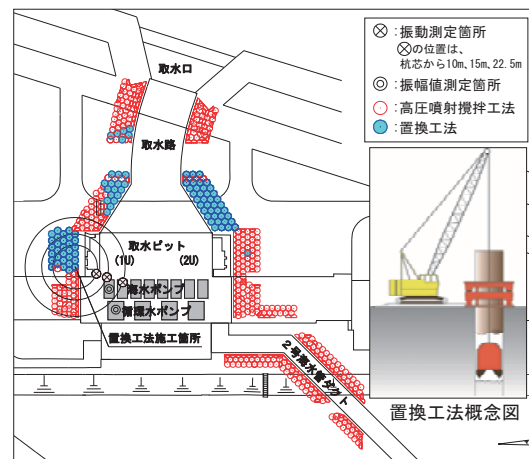 ⊗:振動測定箇所
⊗の位置は、
杭芯から10m、15m、22.5m
◎:振幅値測定箇所
○:高圧噴射攪拌工法
:置換工法
取水口
取水路
取水ピット
(1U) (2U)
海水ポンプ
循環水ポンプ
置換工法施工箇所
2号海水管ダクト
置換工法概念図